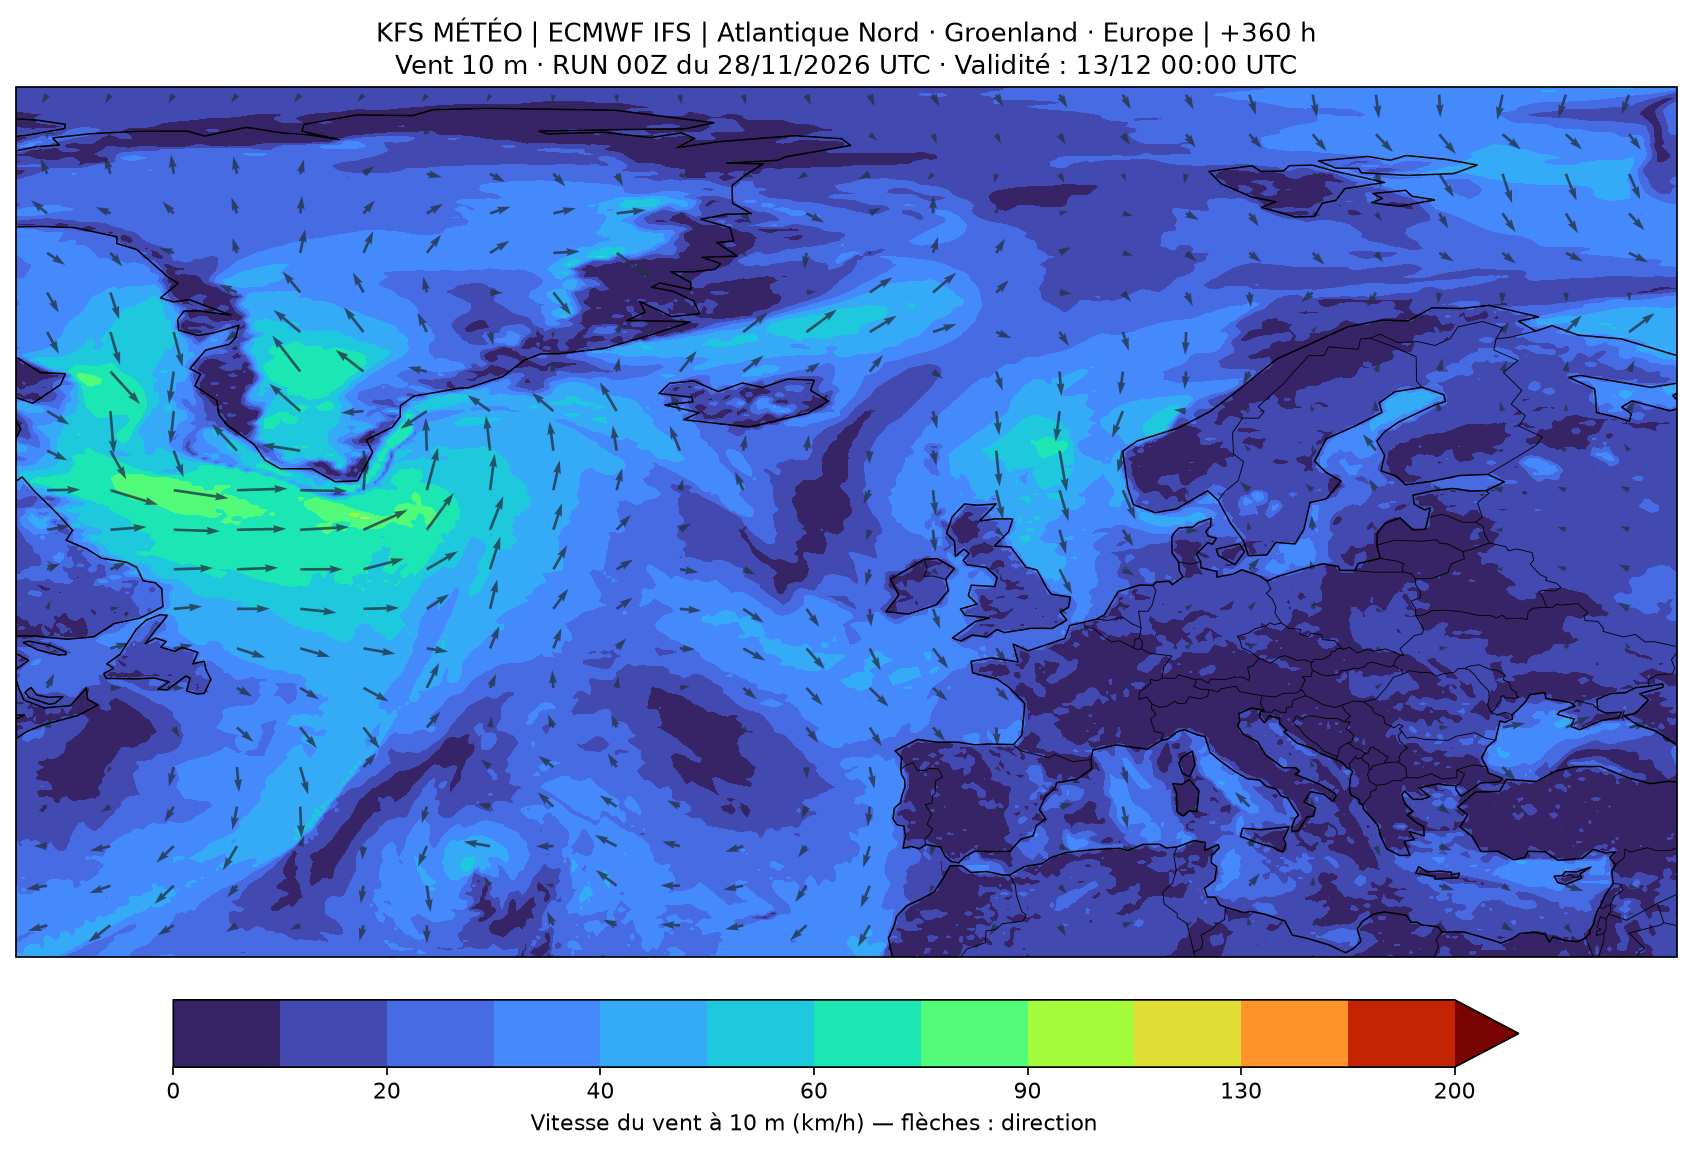 KFS MÉTÉO | ECMWF IFS | Atlantique Nord · Groenland · Europe | +360 h
Vent 10 m · RUN 00Z du 28/11/2026 UTC · Validité : 13/12 00:00 UTC
0 20 40 60 90 130 200
Vitesse du vent à 10 m (km/h) — flèches : direction